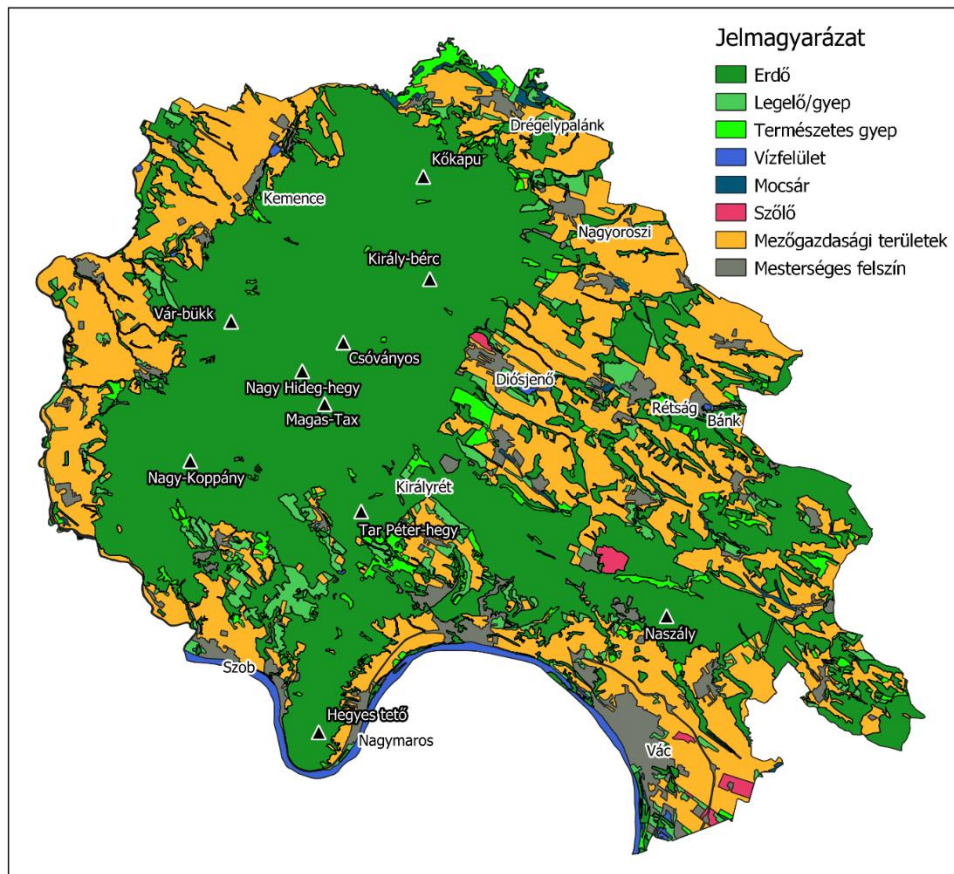 Jelmagyarázat
Erdő
Legelő/gyep
Természetes gyep
Vízfelület
Mocsár
Szőlő
Mezőgazdasági területek
Mesterséges felszín
Drégelypalánk
Kőkapu
Kemence
Nagyoroszi
Király-bérc
Vár-bükk
Csóványos
Nagy Hideg-hegy
Diósjenő
Magas-Tax
Rétság
Bánk
Nagy-Koppány
Királyrét
Tar Péter-hegy
Naszály
Szob
Hegyes tető
Nagymaros
Vác